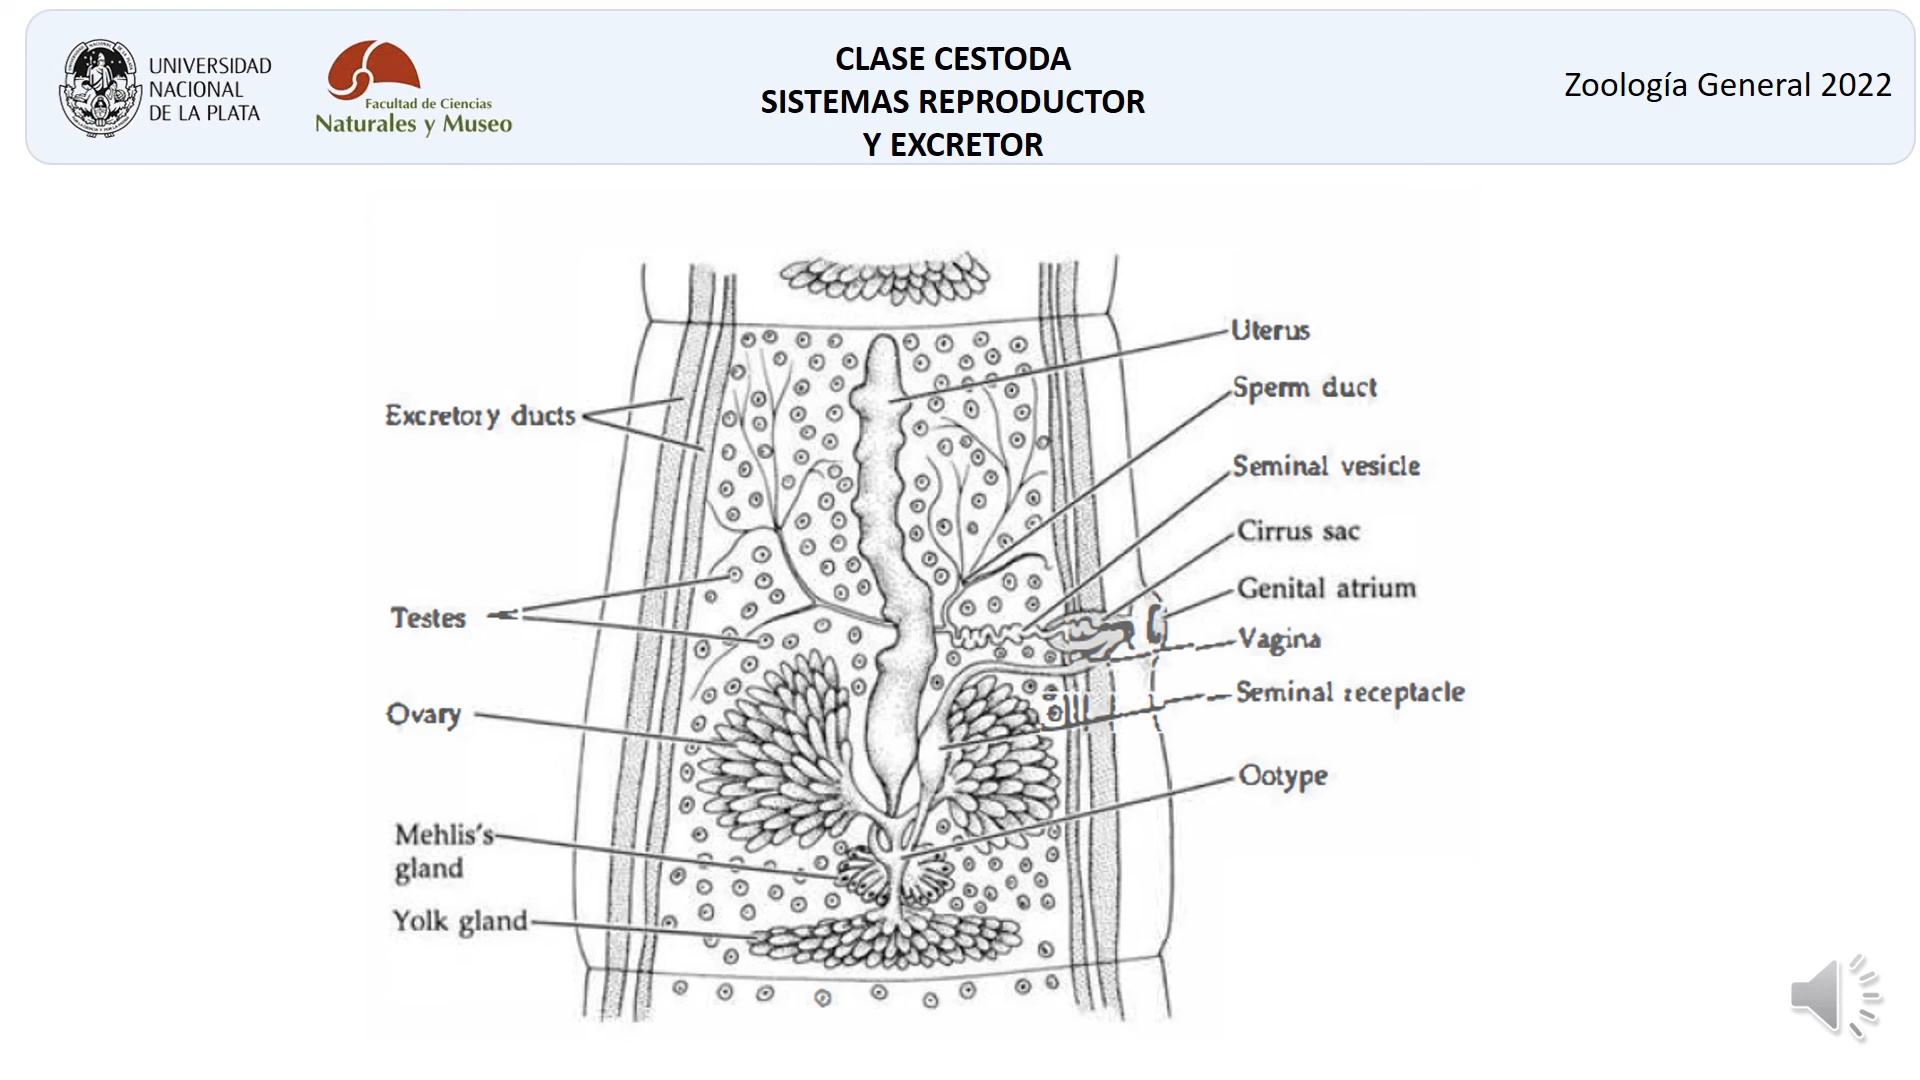 UNIVERSIDAD
NACIONAL
DE LA PLATA
Facultad de Ciencias
Naturales y Museo
CLASE CESTODA
SISTEMAS REPRODUCTOR
Y EXCRETOR
Zoología General 2022
Excretory ducts
Testes
Ovary
Mehlis's
gland
Yolk gland
Uterus
Sperm duct
Seminal vesicle
Cirrus sac
Genital atrium
Vagina
Seminal receptacle
Ootype